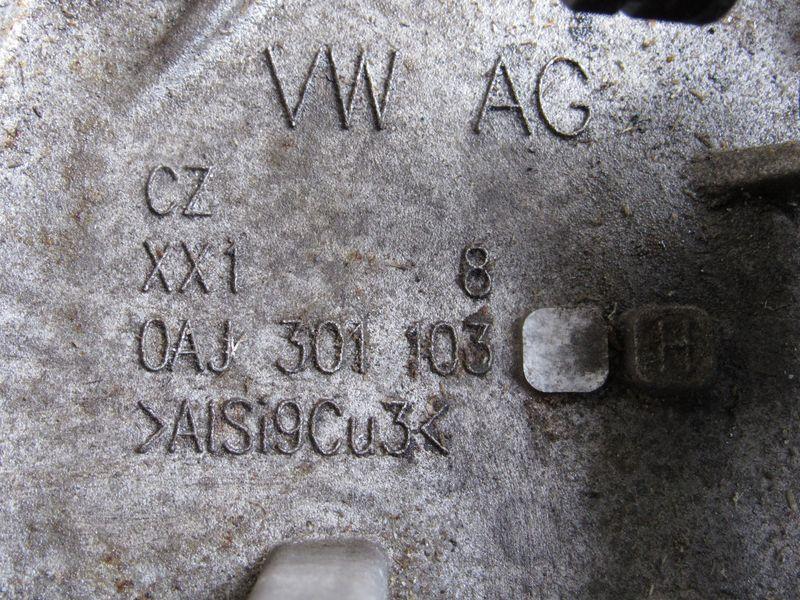 VW AG
CZ
XX1 8
0AJ 301 103 H
>AlSi9Cu3<